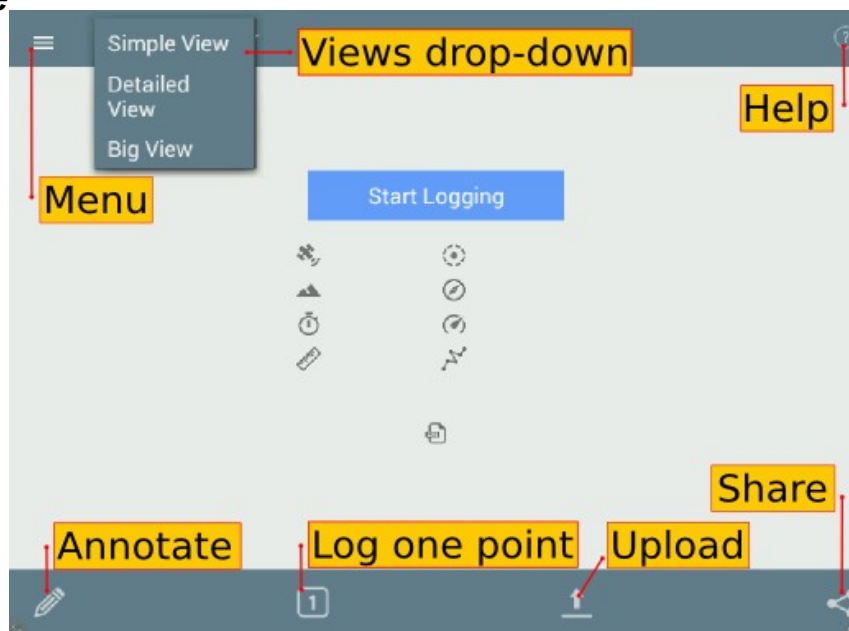 Simple View
Views drop-down
?
Detailed
View
Help
Big View
Menu
Start Logging
Share
Annotate
Log one point
Upload
1